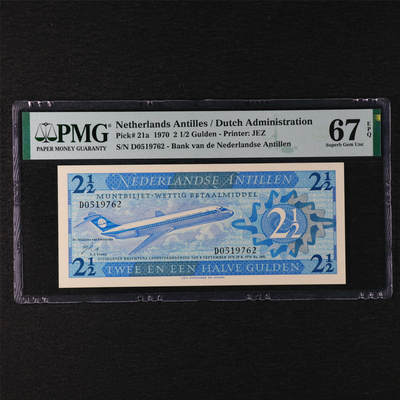 PMG
PAPER MONEY GUARANTY
Netherlands Antilles / Dutch Administration
Pick# 21a 1970 2 1/2 Gulden - Printer: JEZ
S/N D0519762 - Bank van de Nederlandse Antillen
67 EPQ
Superb Gem Unc
2½ NEDERLANDSE ANTILLEN 2½
MUNTBILJET·WETTIG BETAALMIDDEL
D0519762
2½
D0519762
2½ TWEE EN EEN HALVE GULDEN 2½